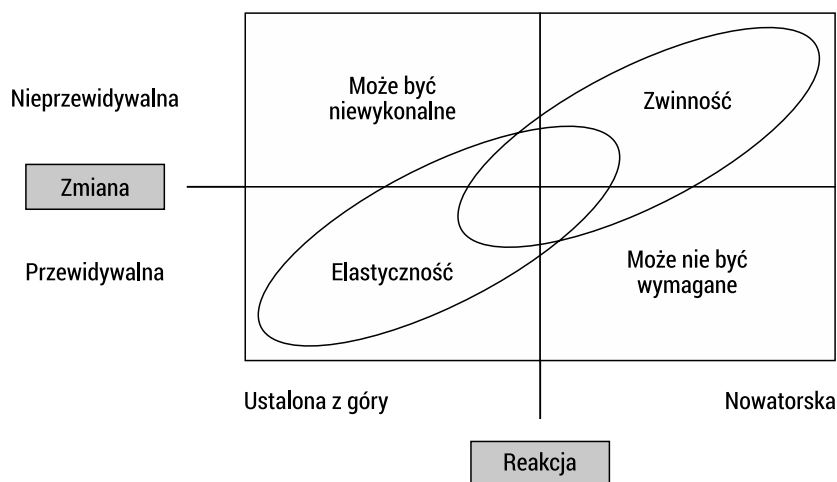 Nieprzewidywalna
Może być
niewykonalne
Zwinność
Zmiana
Przewidywalna
Elastyczność
Może nie być
wymagane
Ustalona z góry
Nowatorska
Reakcja